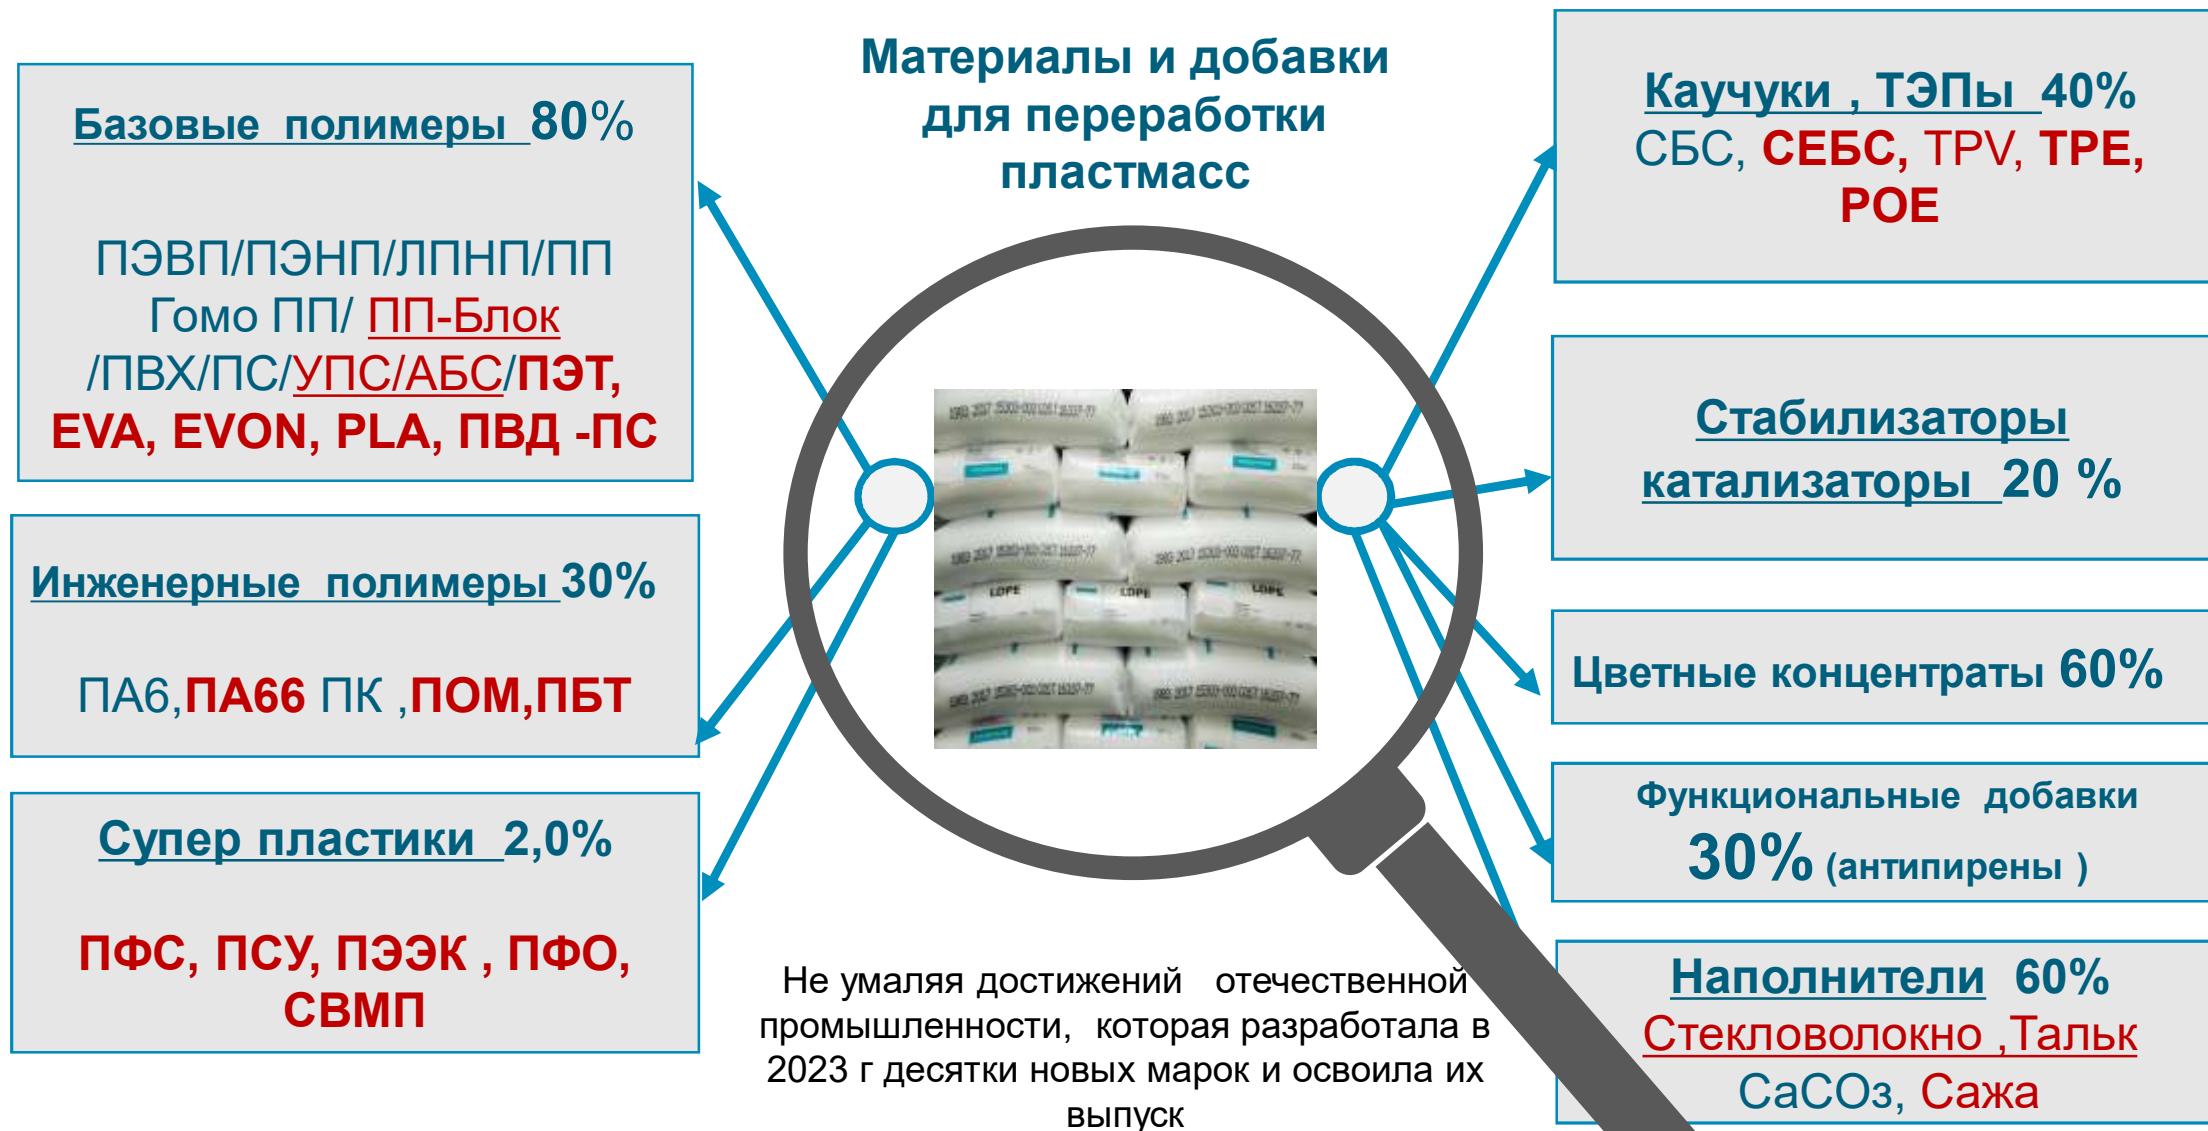 Материалы и добавки
для переработки
пластмасс
Базовые полимеры 80%
ПЭВП/ПЭНП/ЛПНП/ПП
Гомо ПП/ ПП-Блок
/ПВХ/ПС/УПС/АБС/ПЭТ,
EVA, EVON, PLA, ПВД -ПС
Инженерные полимеры 30%
ПА6,ПА66 ПК ,ПОМ,ПБТ
Супер пластики 2,0%
ПФС, ПСУ, ПЭЭК , ПФО,
СВМП
LDPE
LDPE
LDPE
Не умаляя достижений отечественной
промышленности, которая разработала в
2023 г десятки новых марок и освоила их
выпуск
Каучуки , ТЭПы 40%
СБС, СЕБС, TPV, TPE,
POE
Стабилизаторы
катализаторы 20 %
Цветные концентраты 60%
Функциональные добавки
30% (антипирены )
Наполнители 60%
Стекловолокно ,Тальк
СаСОз, Сажа